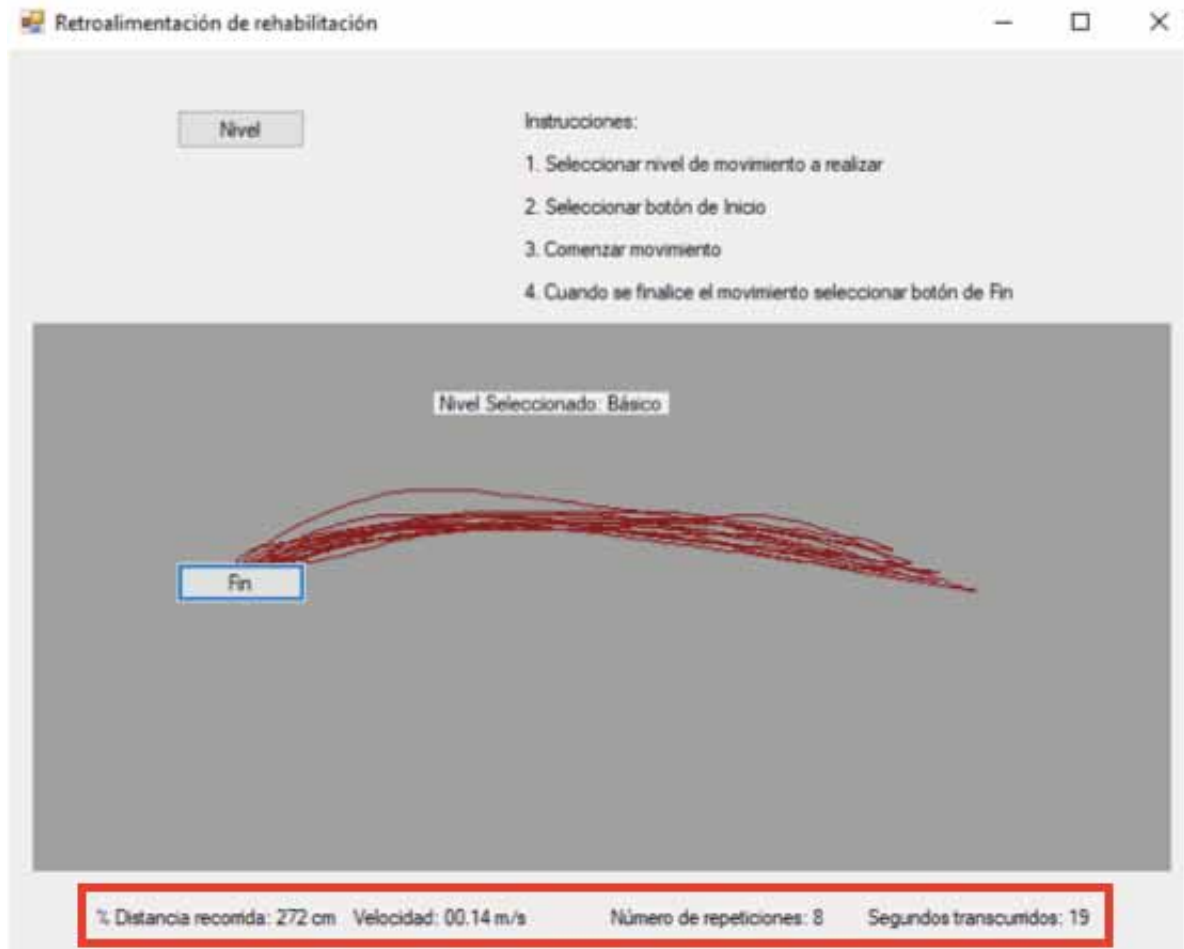 Retroalimentación de rehabilitación
Nivel
Instrucciones:
1. Seleccionar nivel de movimiento a realizar
2. Seleccionar botón de Inicio
3. Comenzar movimiento
4. Cuando se finalice el movimiento seleccionar botón de Fin
Nivel Seleccionado: Básico
Fin
% Distancia recorrida: 272 cm Velocidad: 00.14 m/s Número de repeticiones: 8 Segundos transcurridos: 19